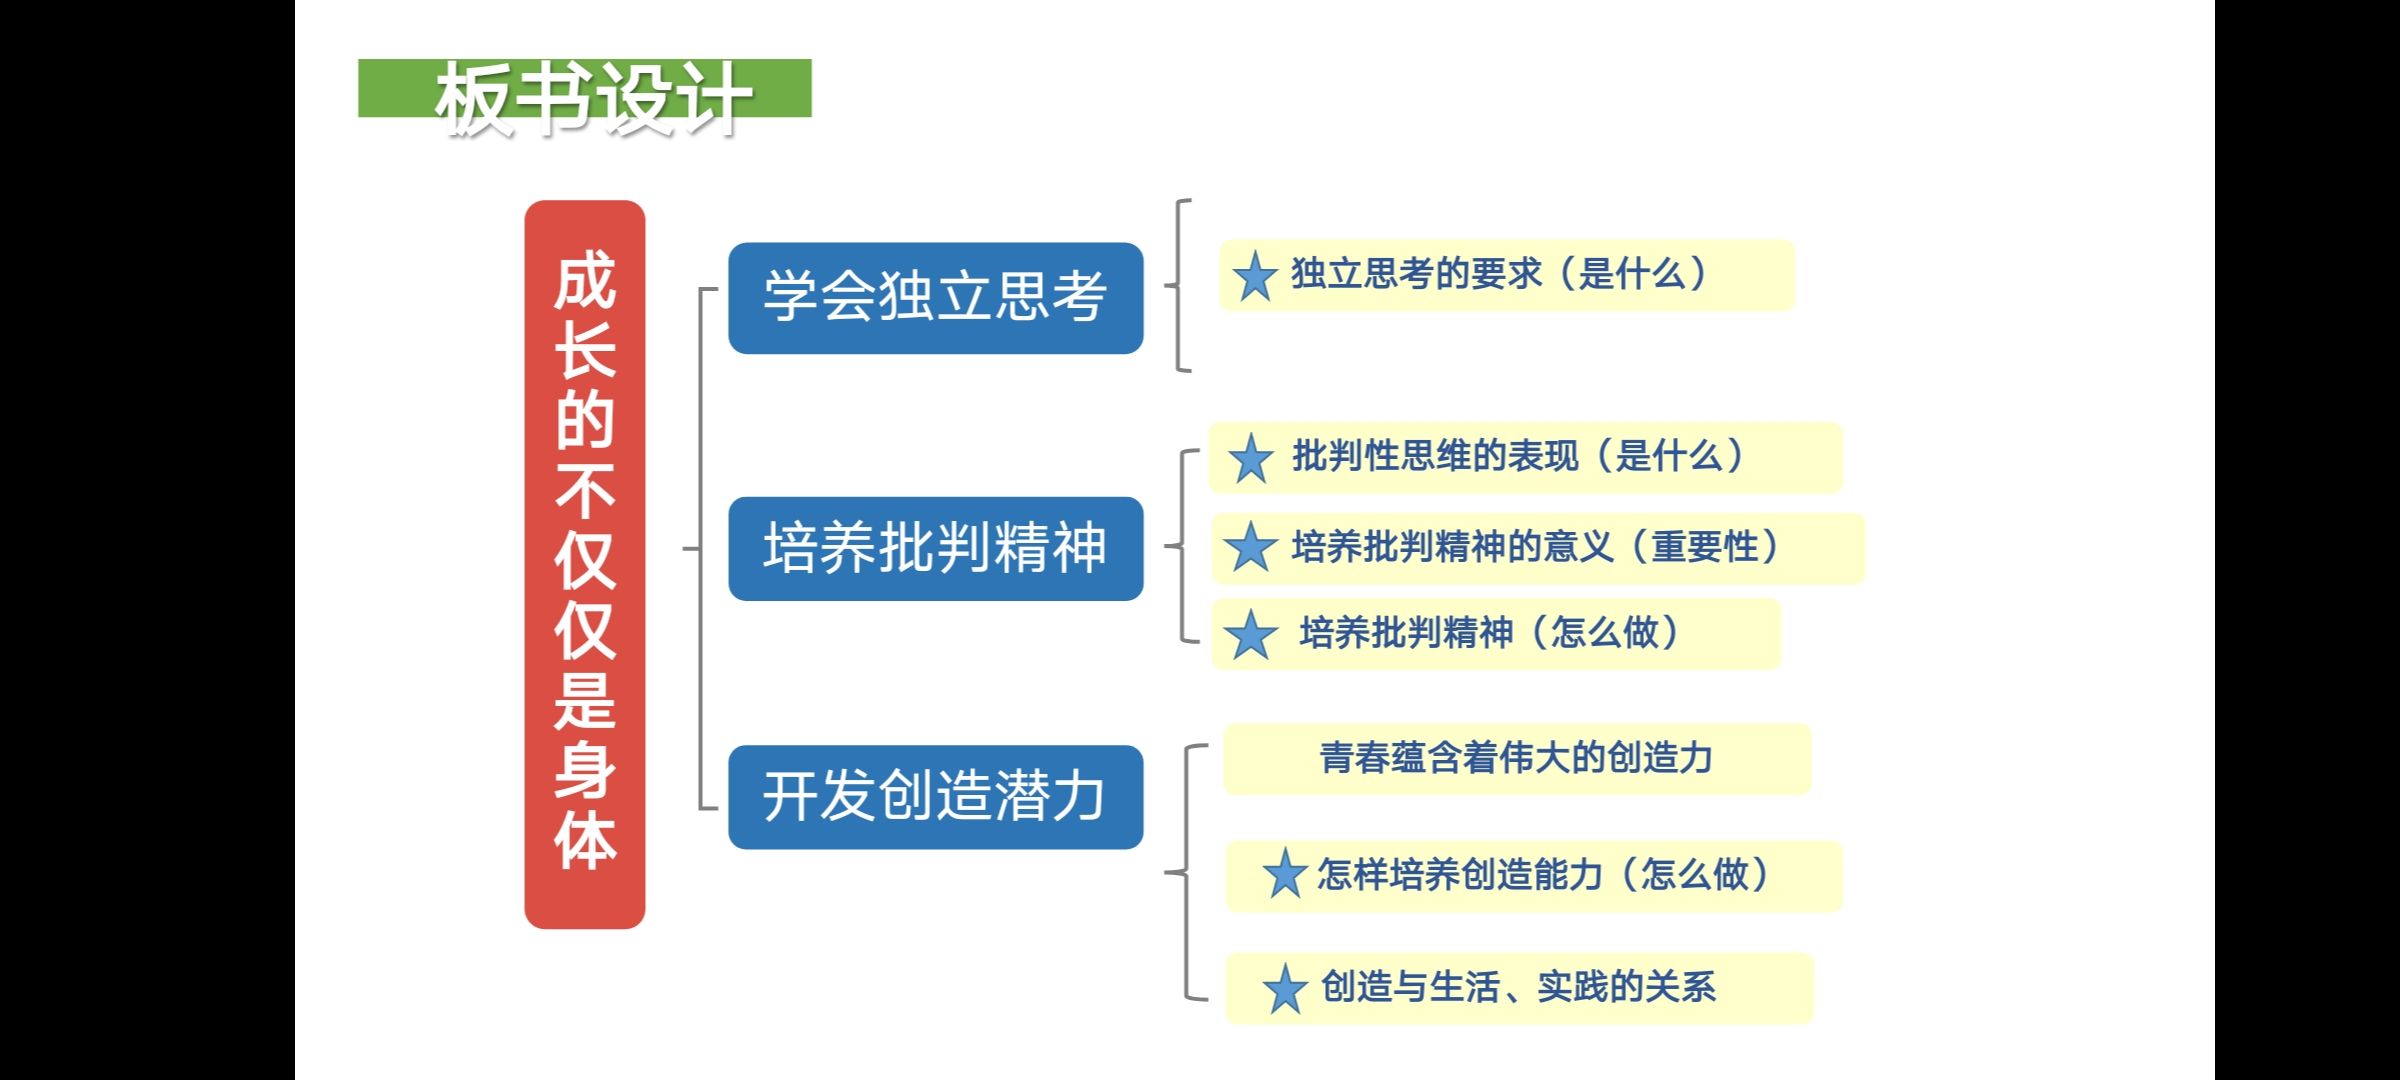 板书设计
成长的不仅仅是身体
学会独立思考
独立思考的要求（是什么）
培养批判精神
批判性思维的表现（是什么）
培养批判精神的意义（重要性）
培养批判精神（怎么做）
开发创造潜力
青春蕴含着伟大的创造力
怎样培养创造能力（怎么做）
创造与生活、实践的关系